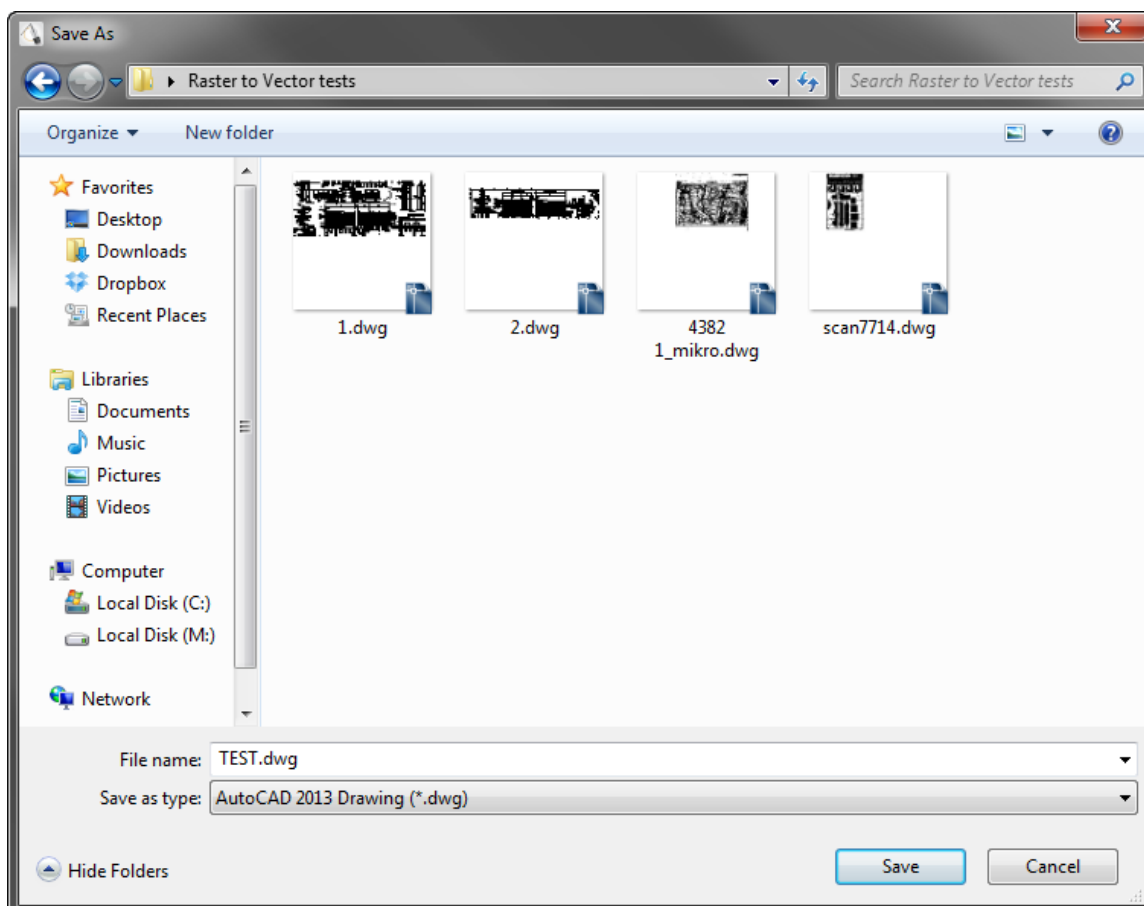 Save As
Raster to Vector tests
Search Raster to Vector tests
Organize
New folder
Favorites
Desktop
Downloads
Dropbox
Recent Places
Libraries
Documents
Music
Pictures
Videos
Computer
Local Disk (C:)
Local Disk (M:)
Network
1.dwg
2.dwg
4382
1_mikro.dwg
scan7714.dwg
File name: TEST.dwg
Save as type: AutoCAD 2013 Drawing (*.dwg)
Hide Folders
Save
Cancel